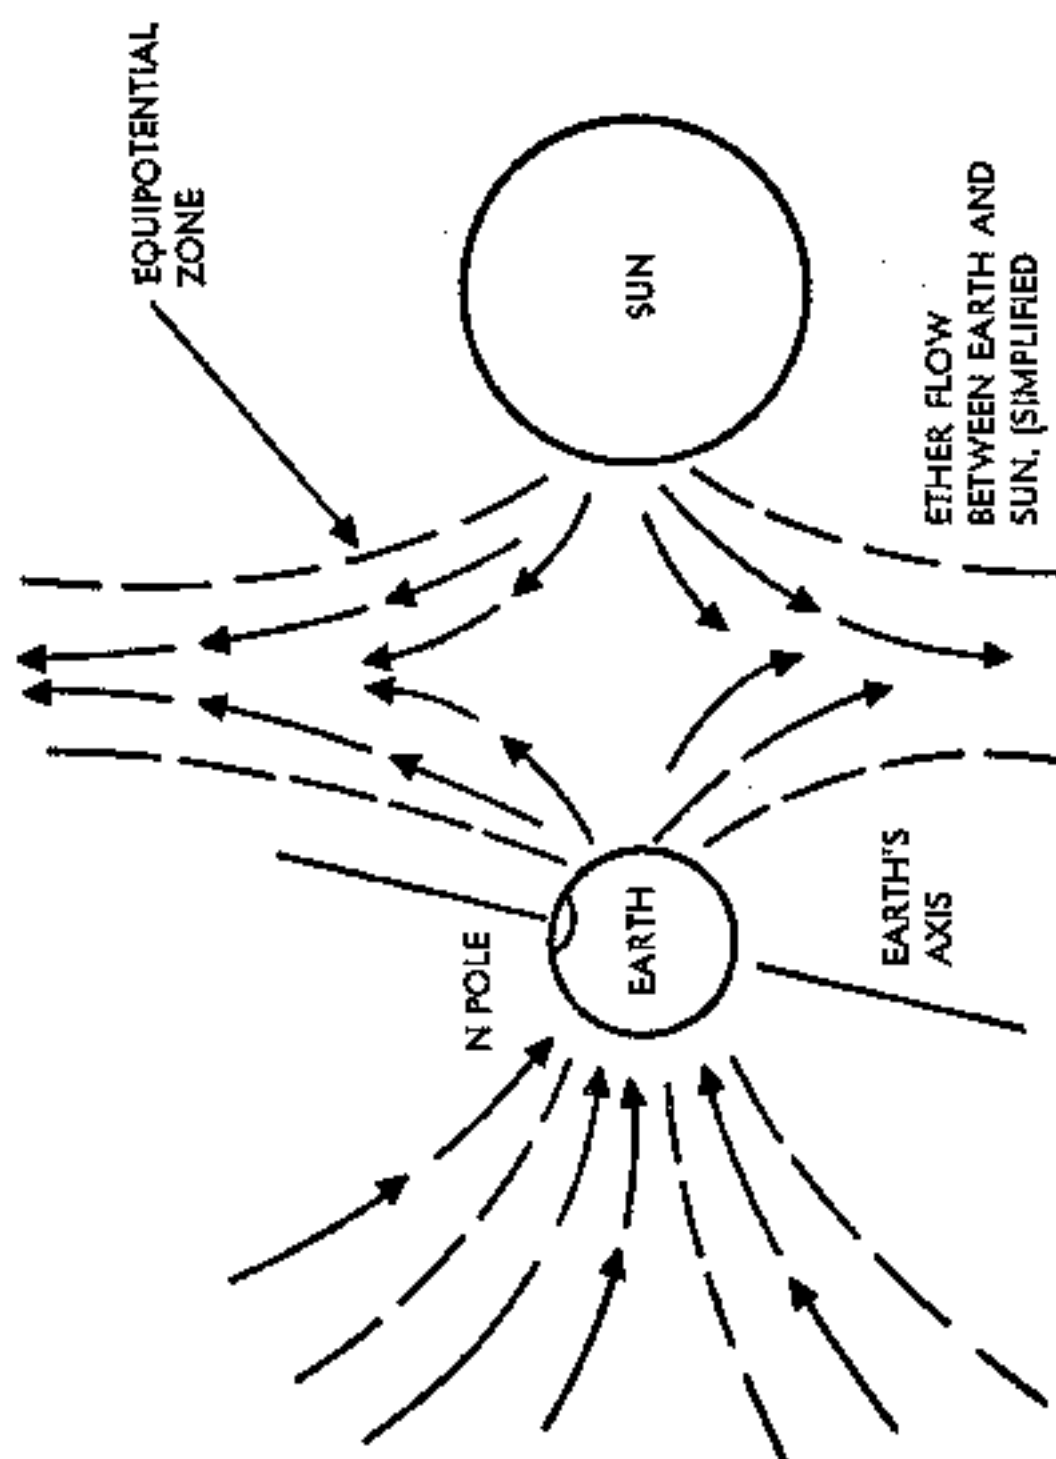 EQUIPOTENTIAL
ZONE
SUN
ETHER FLOW
BETWEEN EARTH AND
SUN. (SIMPLIFIED
N POLE
EARTH
EARTH'S
AXIS